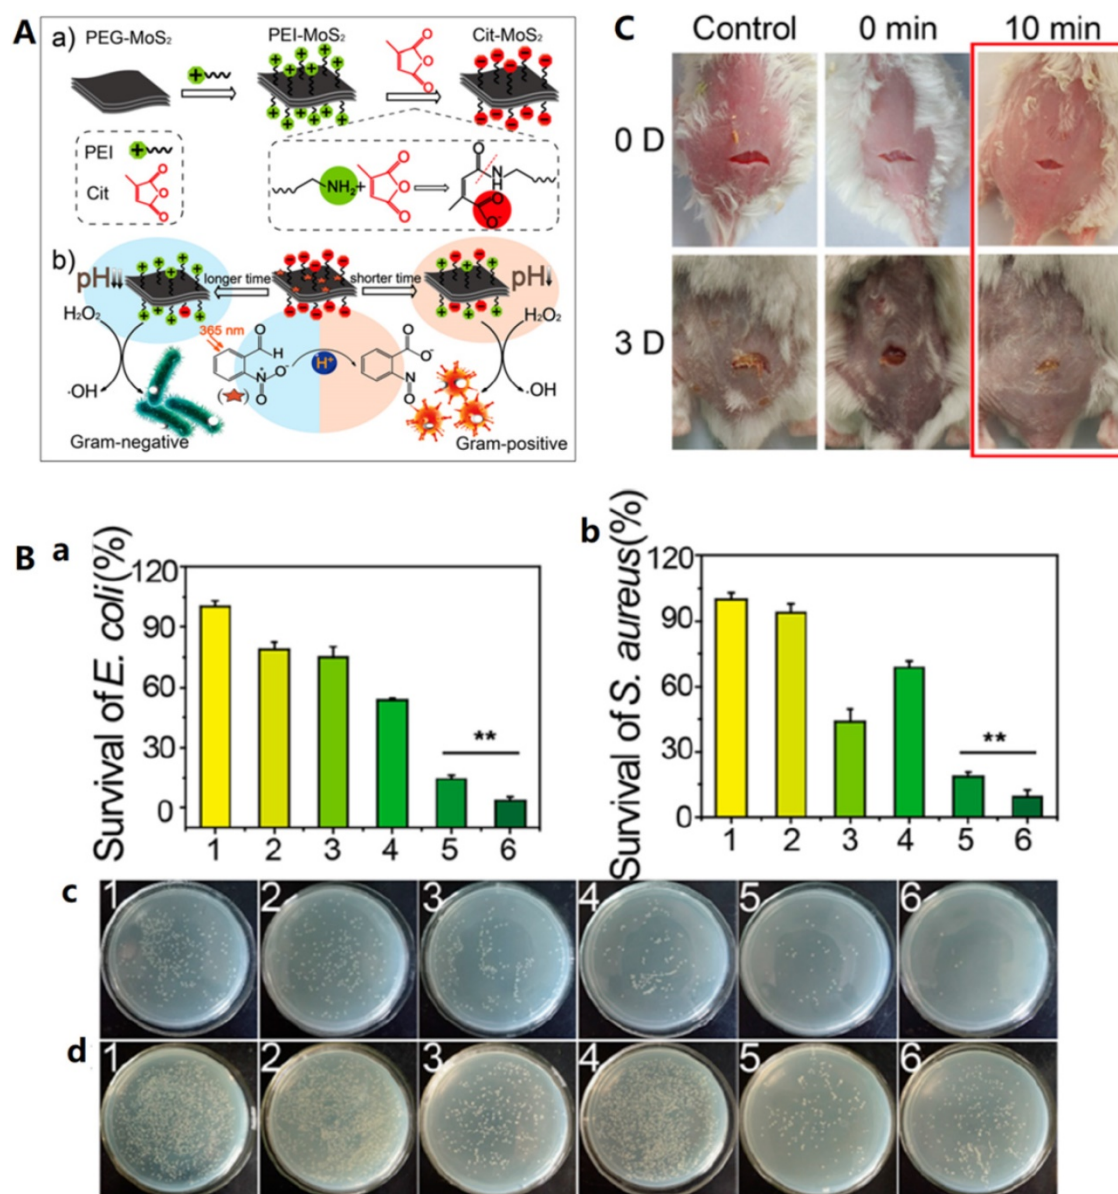 A
a)
PEG-MoS₂
PEI-MoS₂
Cit-MoS₂
PEI
Cit
NH₂+
O
N
H
O⁻
b)
pH
longer time
shorter time
pH
H₂O₂
H₂O₂
365 nm
H
H⁺
·OH
·OH
Gram-negative
Gram-positive
C
Control
0 min
10 min
0 D
3 D
B
a
Survival of E. coli(%)
120
90
60
30
0
**
1 2 3 4 5 6
b
Survival of S. aureus(%)
120
90
60
30
0
**
1 2 3 4 5 6
c
1 2 3 4 5 6
d
1 2 3 4 5 6